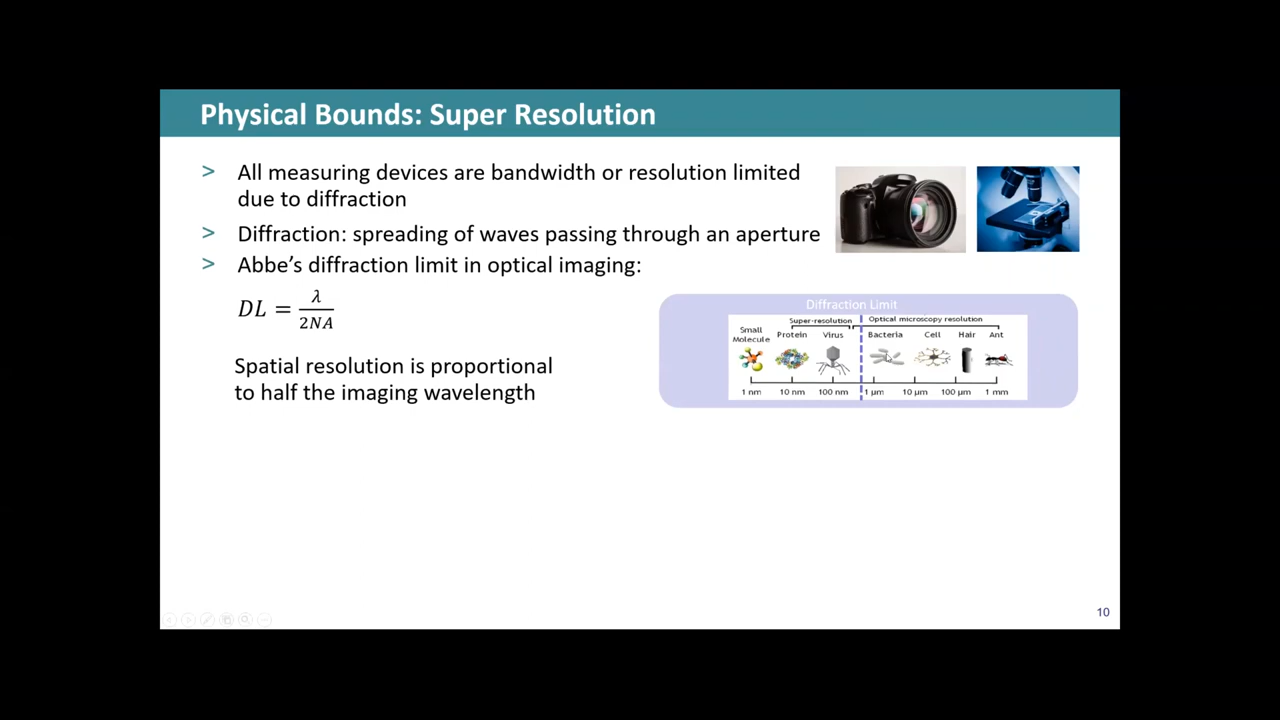 Physical Bounds: Super Resolution
> All measuring devices are bandwidth or resolution limited
due to diffraction
> Diffraction: spreading of waves passing through an aperture
> Abbe's diffraction limit in optical imaging:
DL = λ / 2NA
Spatial resolution is proportional
to half the imaging wavelength
Diffraction Limit
Super-resolution Optical microscopy resolution
Small
Molecule Protein Virus Bacteria Cell Hair Ant
1 nm 10 nm 100 nm 1 µm 10 µm 100 µm 1 mm
10